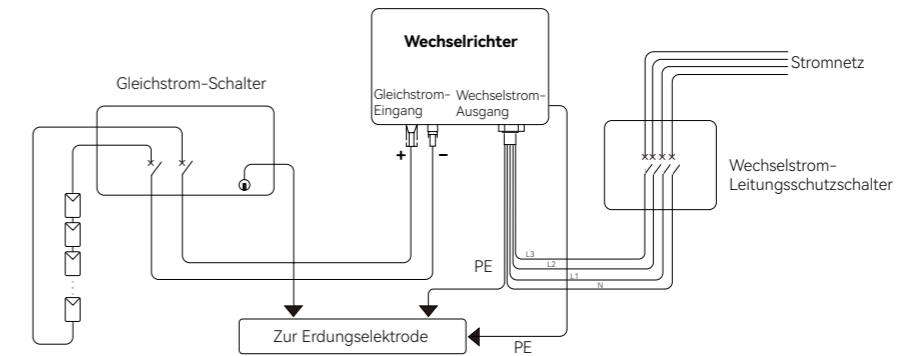 Wechselrichter
Stromnetz
Gleichstrom-Schalter
Gleichstrom-
Eingang
Wechselstrom-
Ausgang
+
−
Wechselstrom-
Leitungsschutzschalter
L3
L2
L1
N
PE
Zur Erdungselektrode
PE